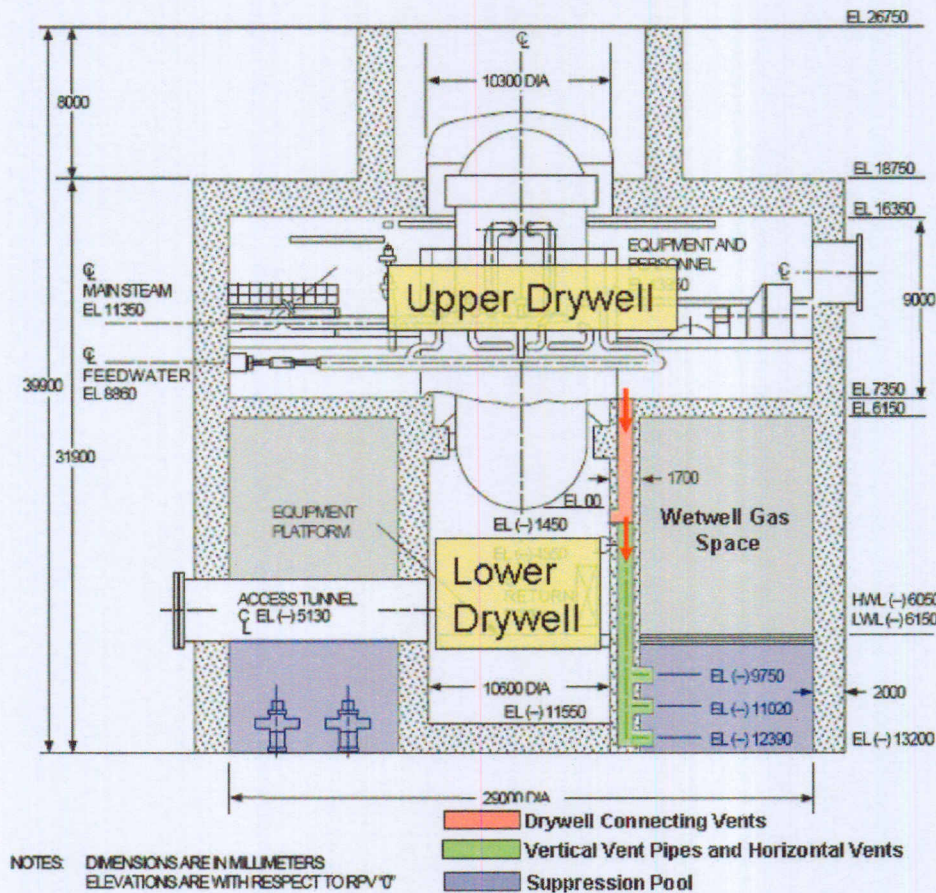 EL 26750
℄
10300 DIA
8000
EL 18750
EL 16350
EQUIPMENT AND
PERSONNEL
℄
℄
MAIN STEAM
EL 11350
Upper Drywell
9000
℄
FEEDWATER
EL 8860
39900
EL 7350
EL 6150
31900
1700
EL 00
EL (-) 1450
EQUIPMENT
PLATFORM
Wetwell Gas
Space
Lower
Drywell
RETURN
ACCESS TUNNEL
℄ EL (-) 5130
HWL (-) 6050
LWL (-) 6150
10600 DIA
EL (-) 9750
2000
EL (-) 11550
EL (-) 11020
EL (-) 12390
EL (-) 13200
29000 DIA
Drywell Connecting Vents
NOTES: DIMENSIONS ARE IN MILLIMETERS
Vertical Vent Pipes and Horizontal Vents
ELEVATIONS ARE WITH RESPECT TO RPV "0"
Suppression Pool